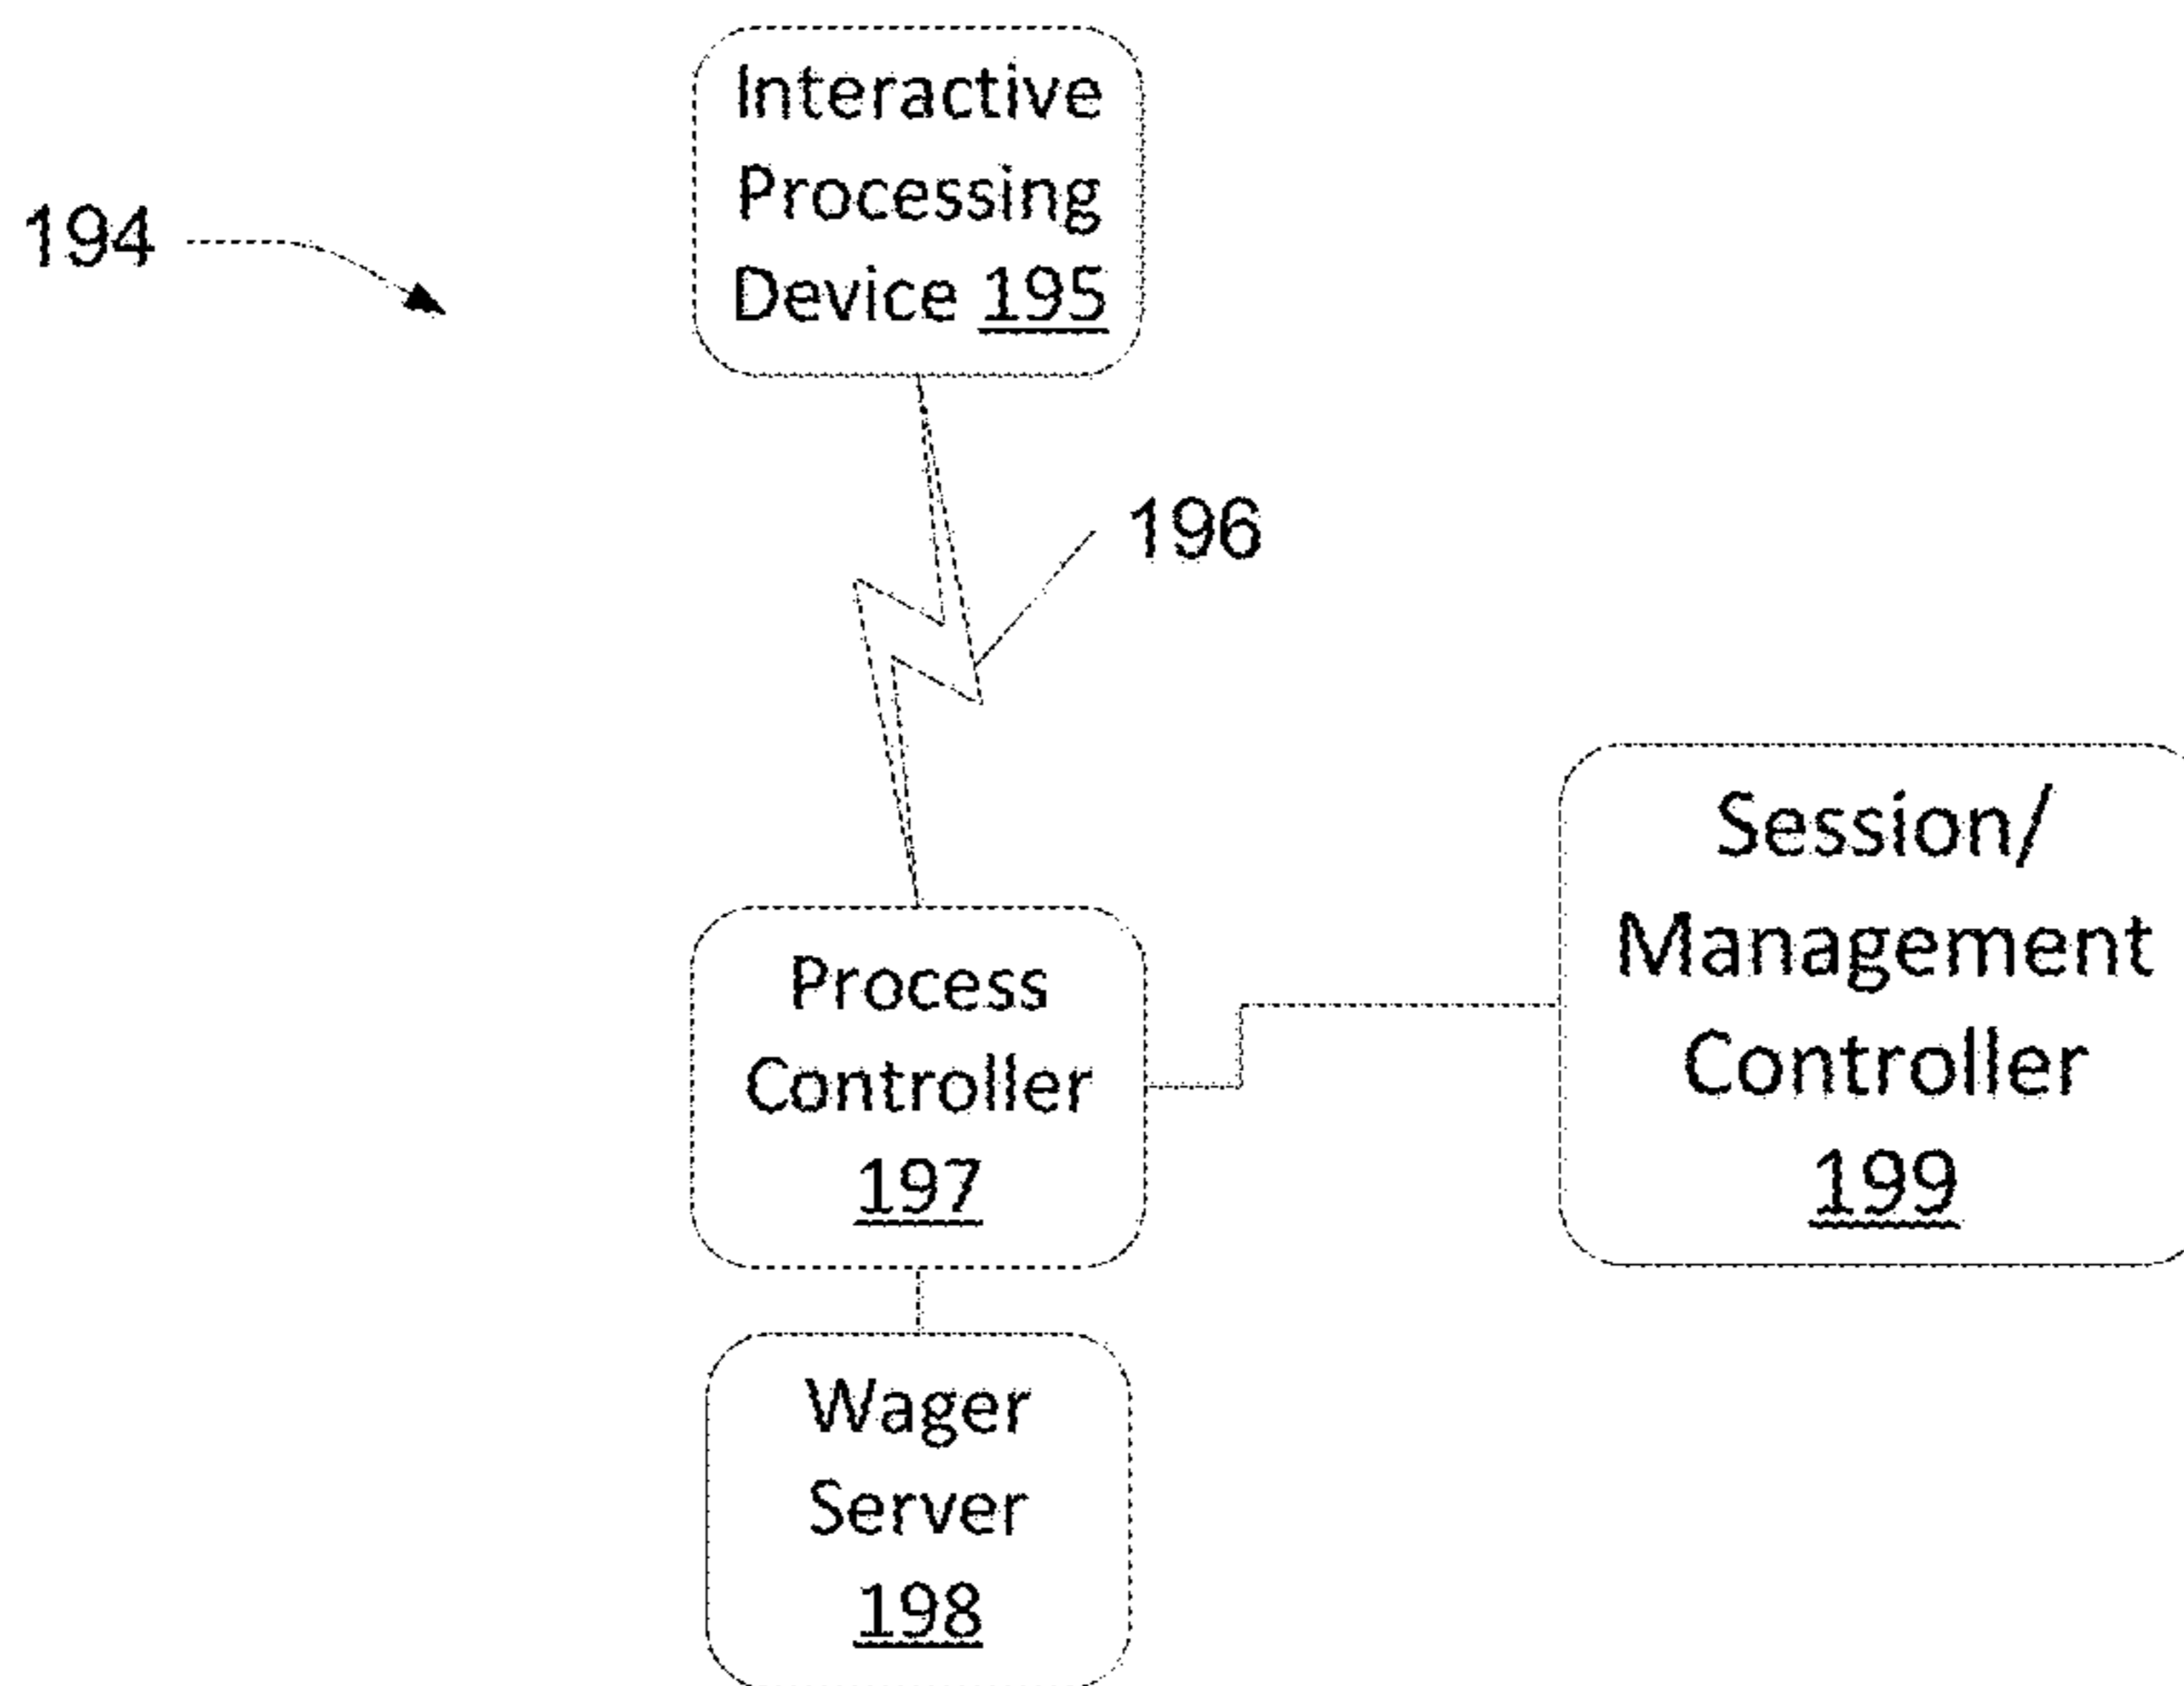 Interactive
Processing
Device 195
194
196
Process
Controller
197
Session/
Management
Controller
199
Wager
Server
198